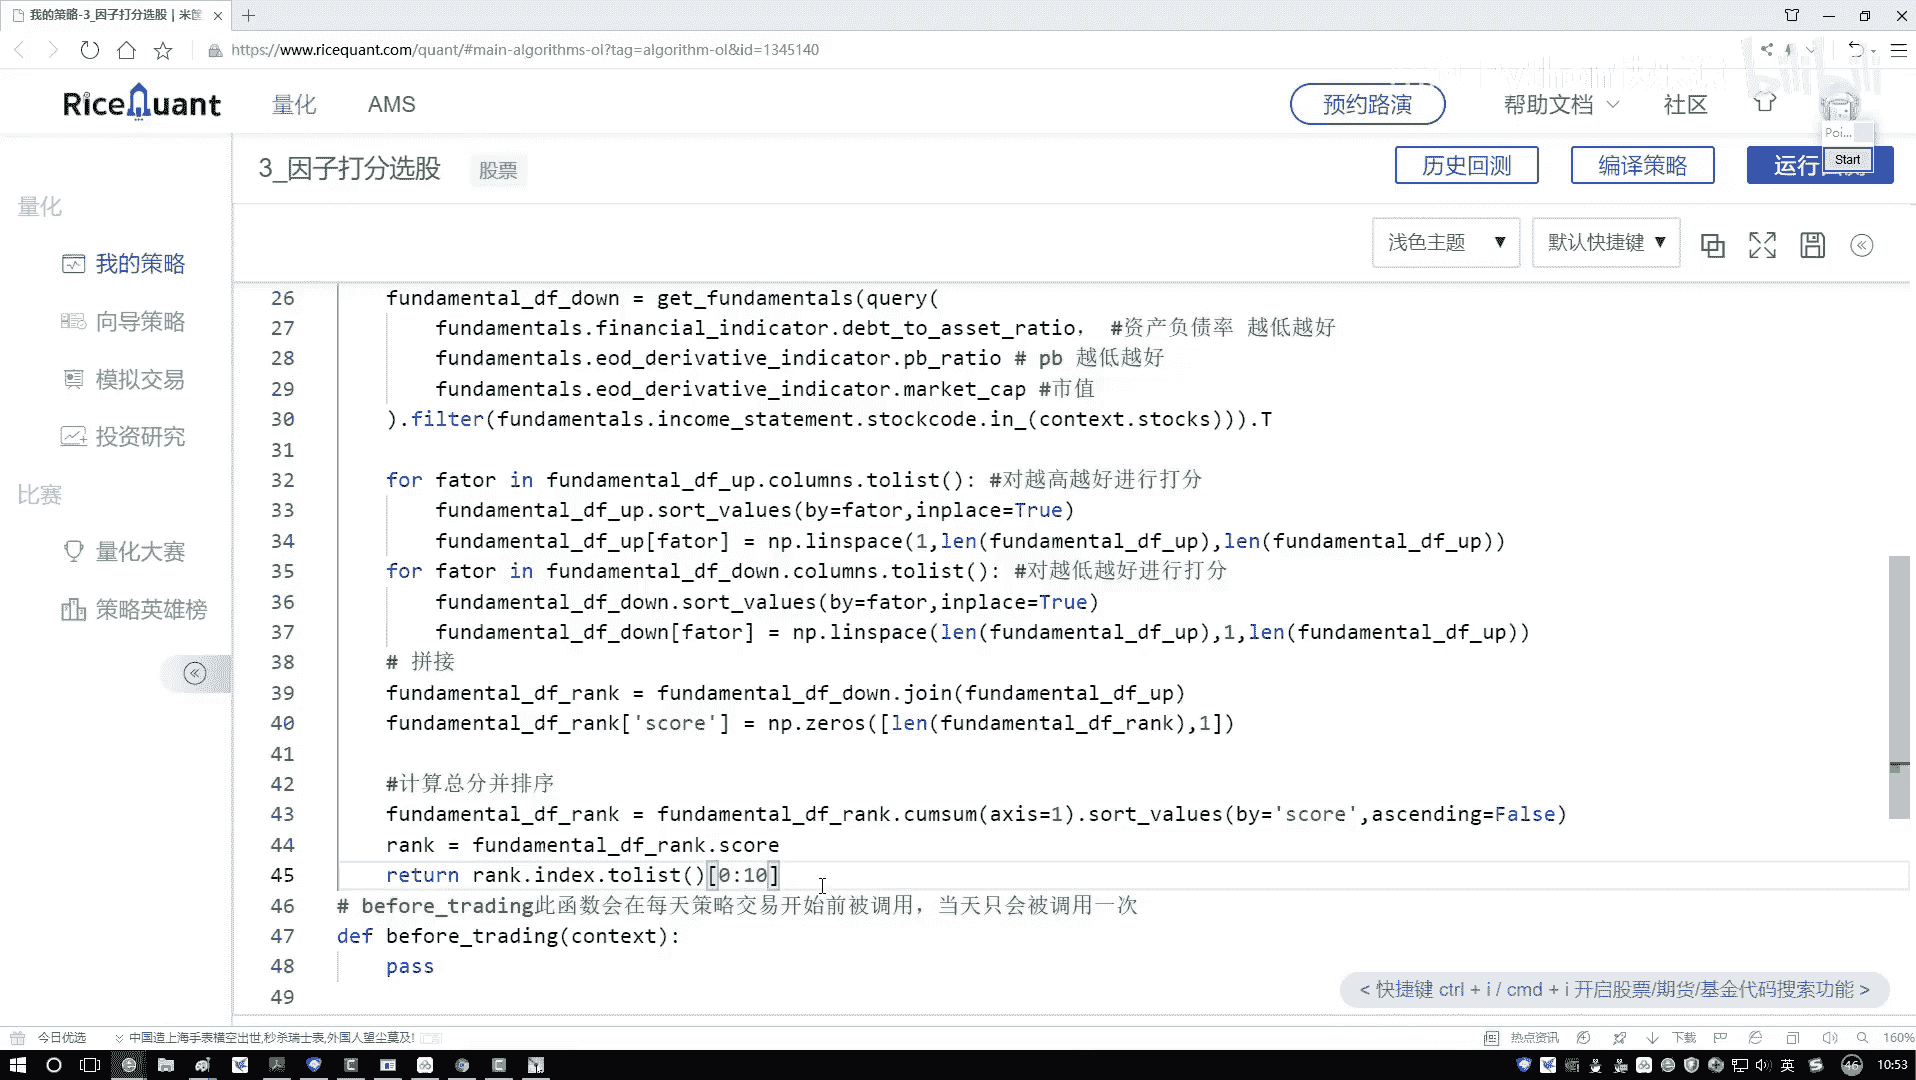 我的策略-3_因子打分选股 | 米筐
https://www.ricequant.com/quant/#main-algorithms-ol?tag=algorithm-ol&id=1345140
RiceQuant
量化
AMS
预约路演
帮助文档
社区
Poi...
Start
3_因子打分选股
股票
历史回测
编译策略
运行
量化
我的策略
向导策略
模拟交易
投资研究
比赛
量化大赛
策略英雄榜
浅色主题
默认快捷键
26 fundamental_df_down = get_fundamentals(query(
27 fundamentals.financial_indicator.debt_to_asset_ratio， #资产负债率 越低越好
28 fundamentals.eod_derivative_indicator.pb_ratio # pb 越低越好
29 fundamentals.eod_derivative_indicator.market_cap #市值
30 ).filter(fundamentals.income_statement.stockcode.in_(context.stocks))).T
31
32 for fator in fundamental_df_up.columns.tolist(): #对越高越好进行打分
33 fundamental_df_up.sort_values(by=fator,inplace=True)
34 fundamental_df_up[fator] = np.linspace(1,len(fundamental_df_up),len(fundamental_df_up))
35 for fator in fundamental_df_down.columns.tolist(): #对越低越好进行打分
36 fundamental_df_down.sort_values(by=fator,inplace=True)
37 fundamental_df_down[fator] = np.linspace(len(fundamental_df_up),1,len(fundamental_df_up))
38 # 拼接
39 fundamental_df_rank = fundamental_df_down.join(fundamental_df_up)
40 fundamental_df_rank['score'] = np.zeros([len(fundamental_df_rank),1])
41
42 #计算总分并排序
43 fundamental_df_rank = fundamental_df_rank.cumsum(axis=1).sort_values(by='score',ascending=False)
44 rank = fundamental_df_rank.score
45 return rank.index.tolist()[0:10]
46 # before_trading此函数会在每天策略交易开始前被调用，当天只会被调用一次
47 def before_trading(context):
48 pass
49
< 快捷键 ctrl + i / cmd + i 开启股票/期货/基金代码搜索功能 >
今日优选
中国造上海手表横空出世,秒杀瑞士表,外国人望尘莫及!
热点资讯
下载
160%
英
46
10:53